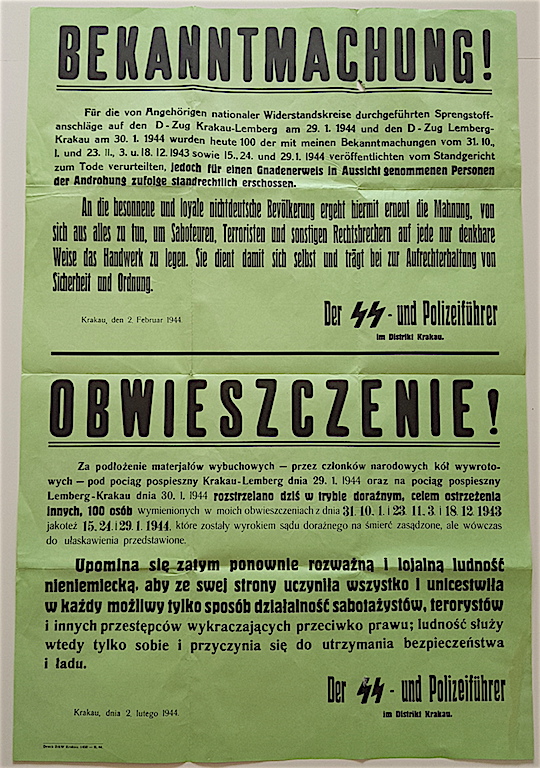 BEKANNTMACHUNG!
Für die von Angehörigen nationaler Widerstandskreise durchgeführten Sprengstoff-
anschläge auf den D-Zug Krakau-Lemberg am 29. 1. 1944 und den D-Zug Lemberg-
Krakau am 30. 1. 1944 wurden heute 100 der mit meinen Bekanntmachungen vom 31. 10.,
1. und 23. 11., 3. u. 18. 12. 1943 sowie 15., 24. und 29. 1. 1944 veröffentlichten vom Standgericht
zum Tode verurteilten, jedoch für einen Gnadenerweis in Aussicht genommenen Personen
der Androhung zufolge standrechtlich erschossen.
An die besonnene und loyale nichtdeutsche Bevölkerung ergeht hiermit erneut die Mahnung, von
sich aus alles zu tun, um Saboteuren, Terroristen und sonstigen Rechtsbrechern auf jede nur denkbare
Weise das Handwerk zu legen. Sie dient damit sich selbst und trägt bei zur Aufrechterhaltung von
Sicherheit und Ordnung.
Krakau, den 2. Februar 1944.
Der SS- und Polizeiführer
im Distrikt Krakau.
OBWIESZCZENIE!
Za podłożenie materjałów wybuchowych — przez członków narodowych kół wywroto-
wych — pod pociąg pospieszny Krakau-Lemberg dnia 29. 1. 1944 oraz na pociąg pospieszny
Lemberg-Krakau dnia 30. 1. 1944 rozstrzelano dziś w trybie doraźnym, celem ostrzeżenia
innych, 100 osób wymienionych w moich obwieszczeniach z dnia 31. 10. 1. i 23. 11. 3. i 18. 12. 1943
jakoteż 15. 24. i 29. 1. 1944, które zostały wyrokiem sądu doraźnego na śmierć zasądzone, ale wówczas
do ułaskawienia przedstawione.
Upomina się zatym ponownie rozważną i lojalną ludność
nieniemiecką, aby ze swej strony uczyniła wszystko i unicestwiła
w każdy możliwy tylko sposób działalność sabotażystów, terorystów
i innych przestępców wykraczających przeciwko prawu; ludność służy
wtedy tylko sobie i przyczynia się do utrzymania bezpieczeństwa
i ładu.
Der SS- und Polizeiführer
im Distrikt Krakau.
Krakau, dnia 2. lutego 1944.